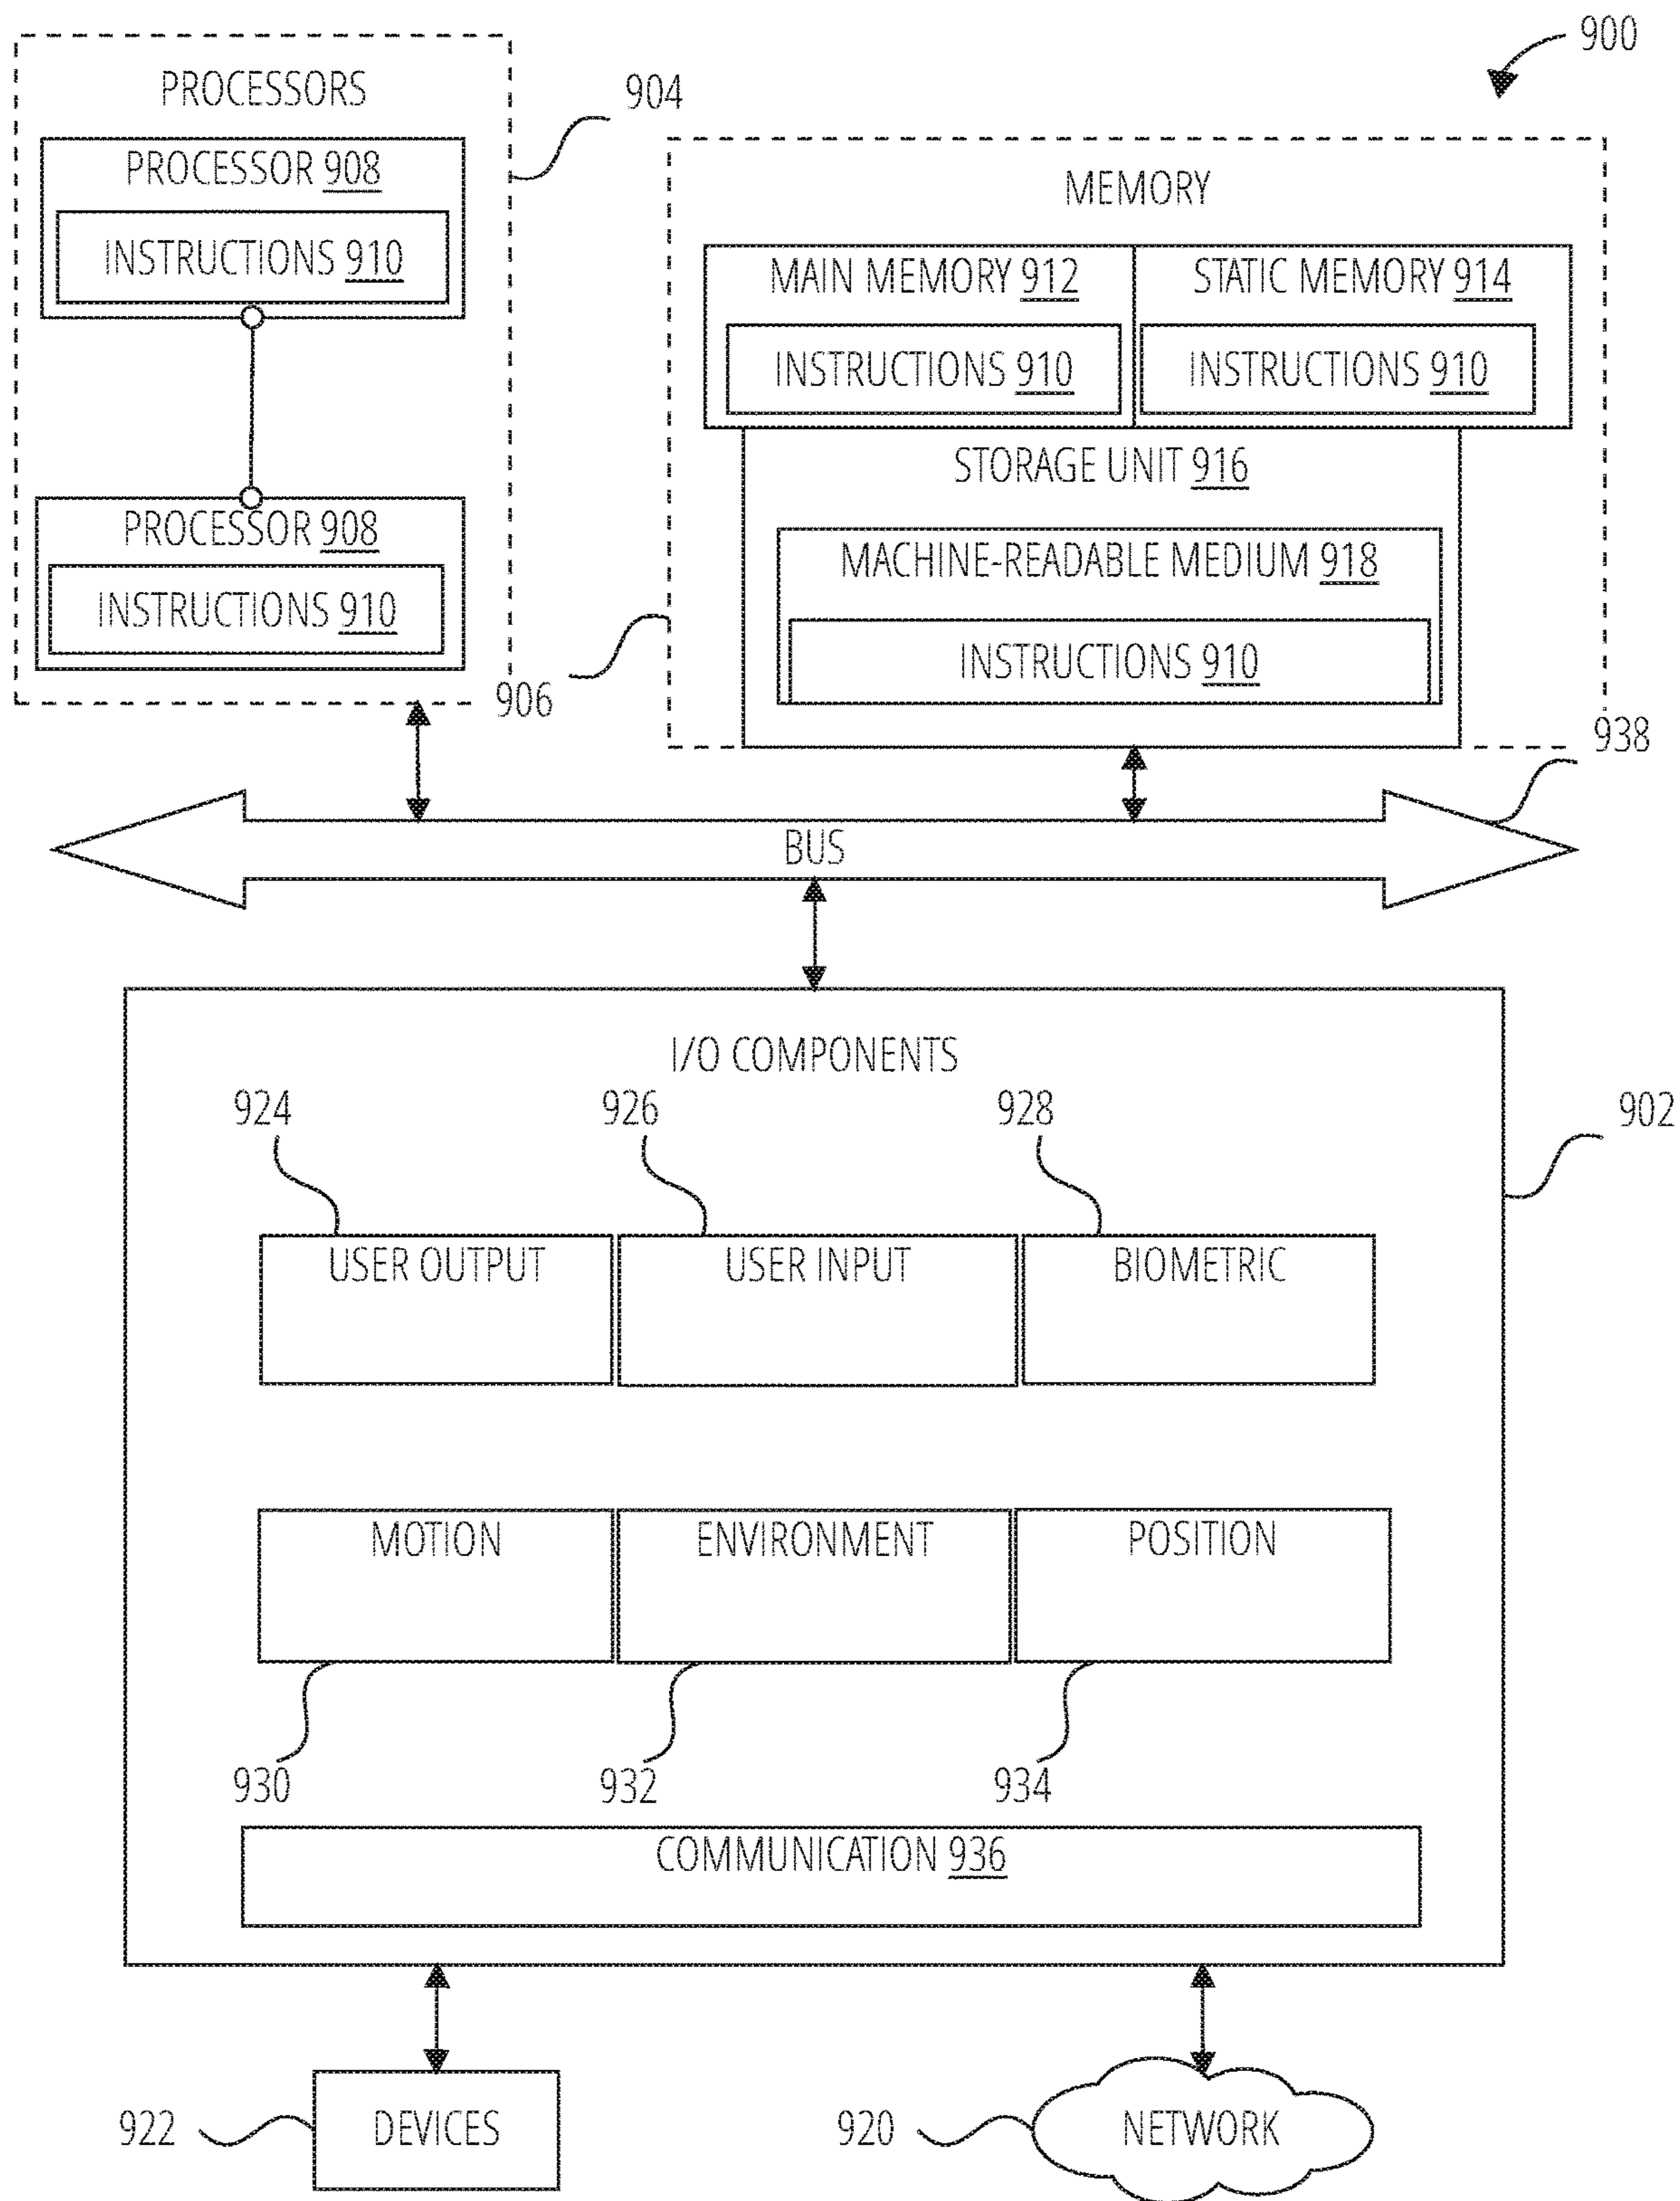 900
PROCESSORS
904
PROCESSOR 908
INSTRUCTIONS 910
PROCESSOR 908
INSTRUCTIONS 910
MEMORY
MAIN MEMORY 912
STATIC MEMORY 914
INSTRUCTIONS 910
INSTRUCTIONS 910
STORAGE UNIT 916
MACHINE-READABLE MEDIUM 918
INSTRUCTIONS 910
906
938
BUS
I/O COMPONENTS
902
924
926
928
USER OUTPUT
USER INPUT
BIOMETRIC
MOTION
ENVIRONMENT
POSITION
930
932
934
COMMUNICATION 936
922
DEVICES
920
NETWORK